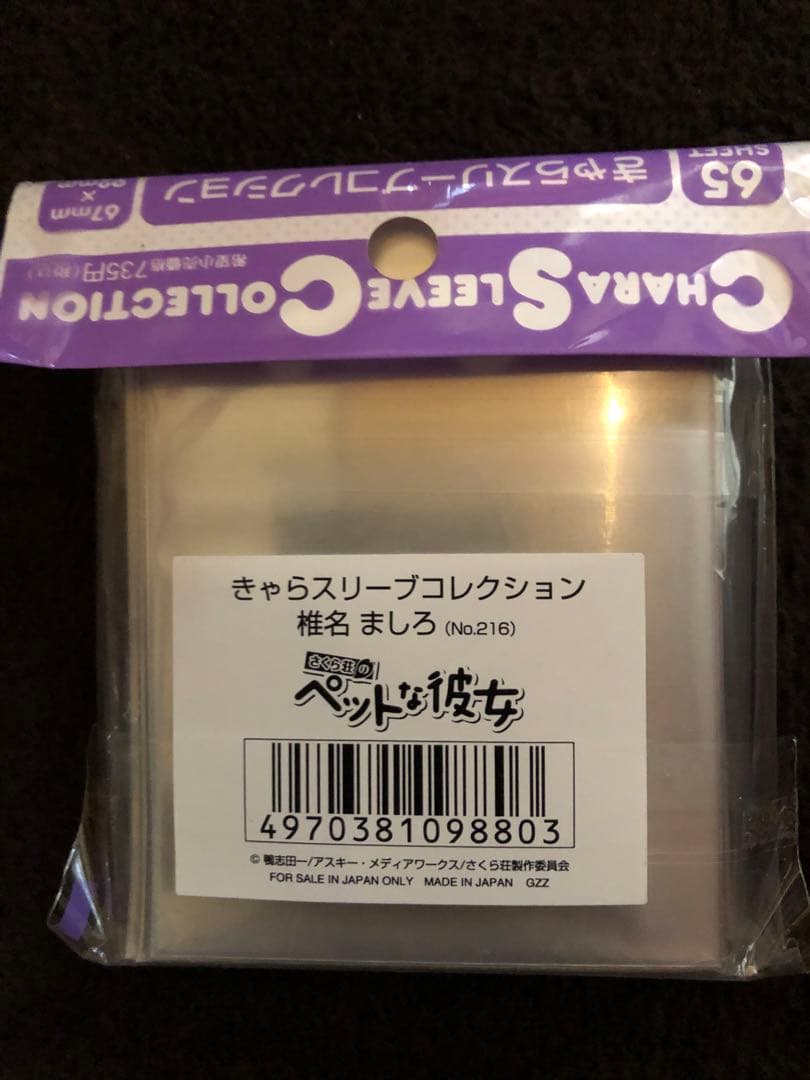 65
SHEET
きゃらスリーブコレクション
67mm
×
CHARA SLEEVE COLLECTION
希望小売価格735円(税込)
きゃらスリーブコレクション
椎名 ましろ (No.216)
さくら荘の
ペットな彼女
4970381098803
© 鴨志田一/アスキー・メディアワークス/さくら荘製作委員会
FOR SALE IN JAPAN ONLY MADE IN JAPAN GZZ